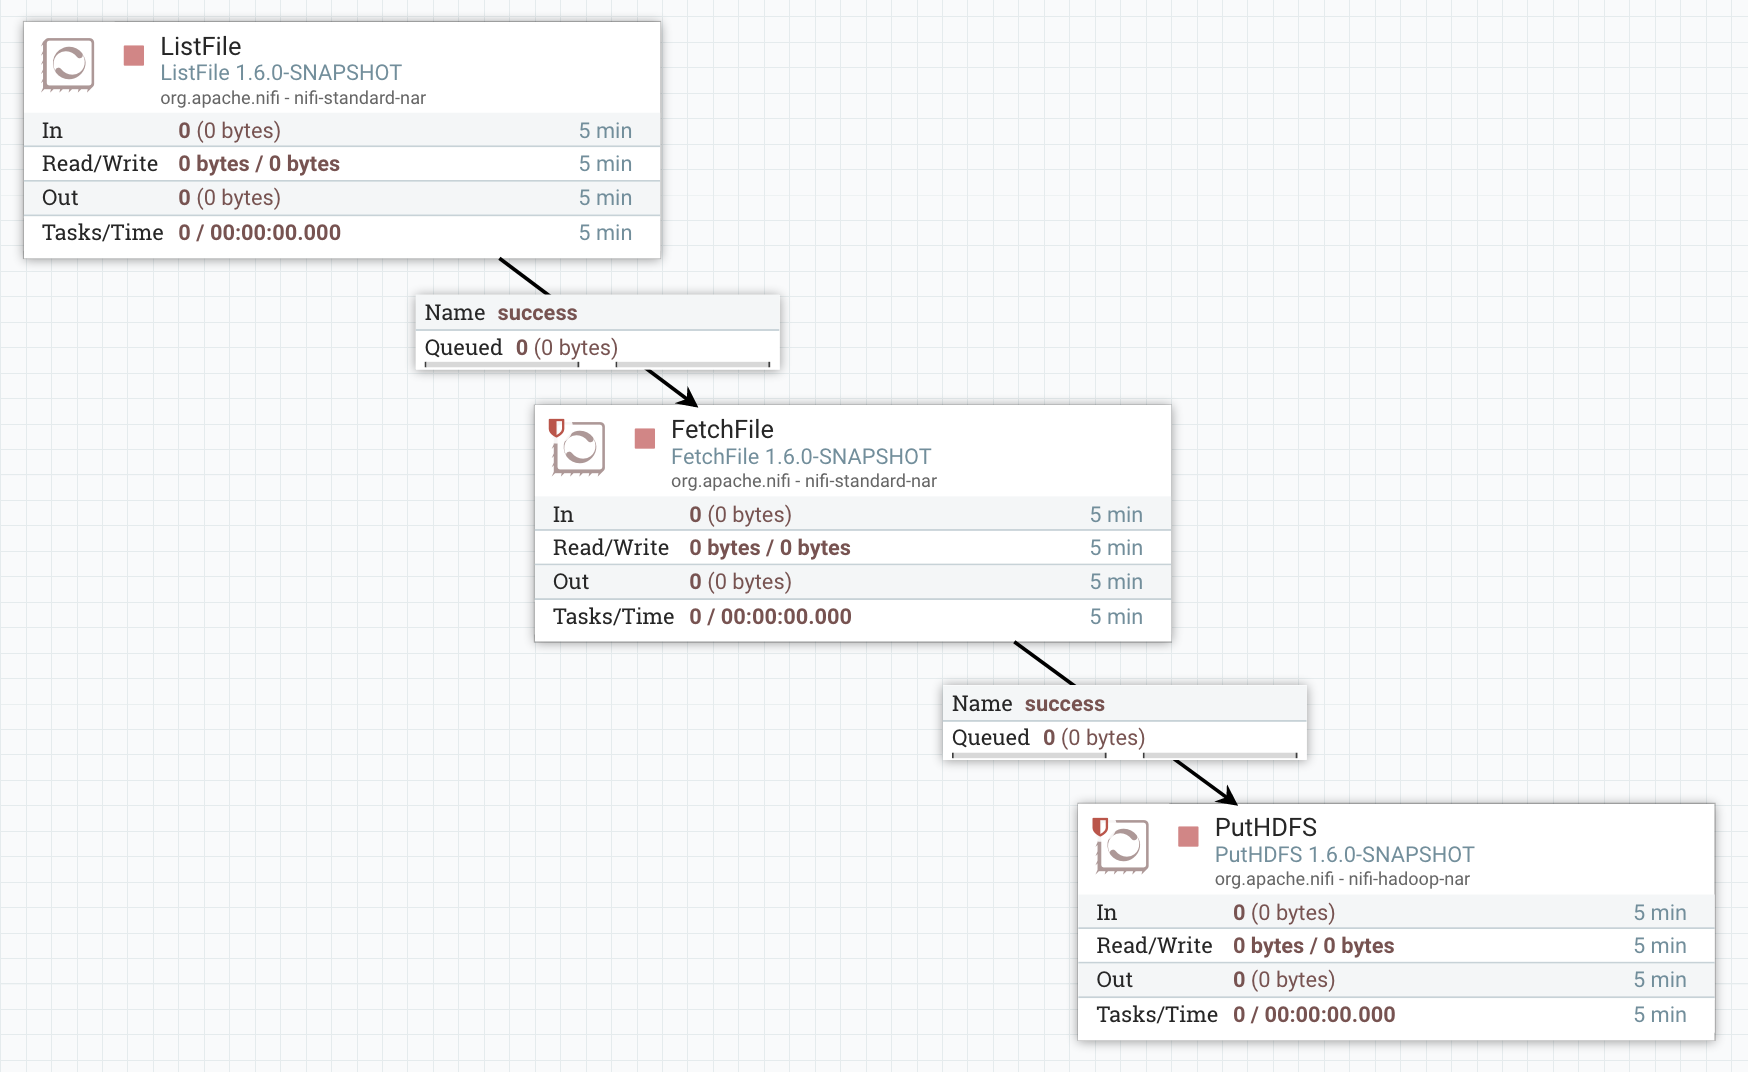 ListFile
ListFile 1.6.0-SNAPSHOT
org.apache.nifi - nifi-standard-nar
In 0 (0 bytes) 5 min
Read/Write 0 bytes / 0 bytes 5 min
Out 0 (0 bytes) 5 min
Tasks/Time 0 / 00:00:00.000 5 min
Name success
Queued 0 (0 bytes)
FetchFile
FetchFile 1.6.0-SNAPSHOT
org.apache.nifi - nifi-standard-nar
In 0 (0 bytes) 5 min
Read/Write 0 bytes / 0 bytes 5 min
Out 0 (0 bytes) 5 min
Tasks/Time 0 / 00:00:00.000 5 min
Name success
Queued 0 (0 bytes)
PutHDFS
PutHDFS 1.6.0-SNAPSHOT
org.apache.nifi - nifi-hadoop-nar
In 0 (0 bytes) 5 min
Read/Write 0 bytes / 0 bytes 5 min
Out 0 (0 bytes) 5 min
Tasks/Time 0 / 00:00:00.000 5 min